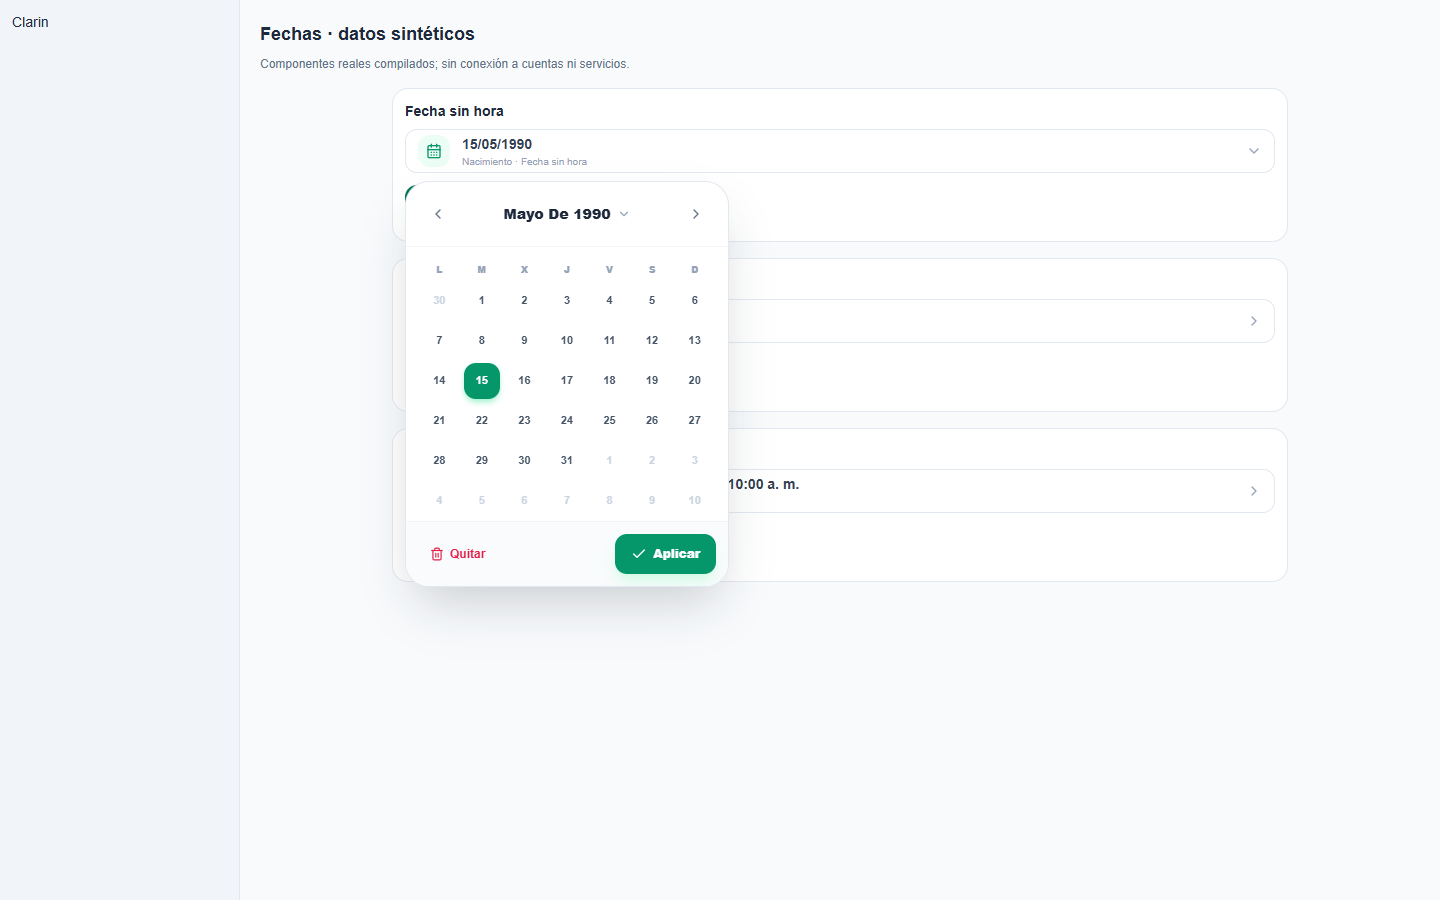 Clarin
Fechas · datos sintéticos
Componentes reales compilados; sin conexión a cuentas ni servicios.
Fecha sin hora
15/05/1990
Nacimiento · Fecha sin hora
Mayo De 1990
L M X J V S D
30 1 2 3 4 5 6
7 8 9 10 11 12 13
14 15 16 17 18 19 20
21 22 23 24 25 26 27
28 29 30 31 1 2 3
10:00 a. m.
4 5 6 7 8 9 10
Quitar Aplicar